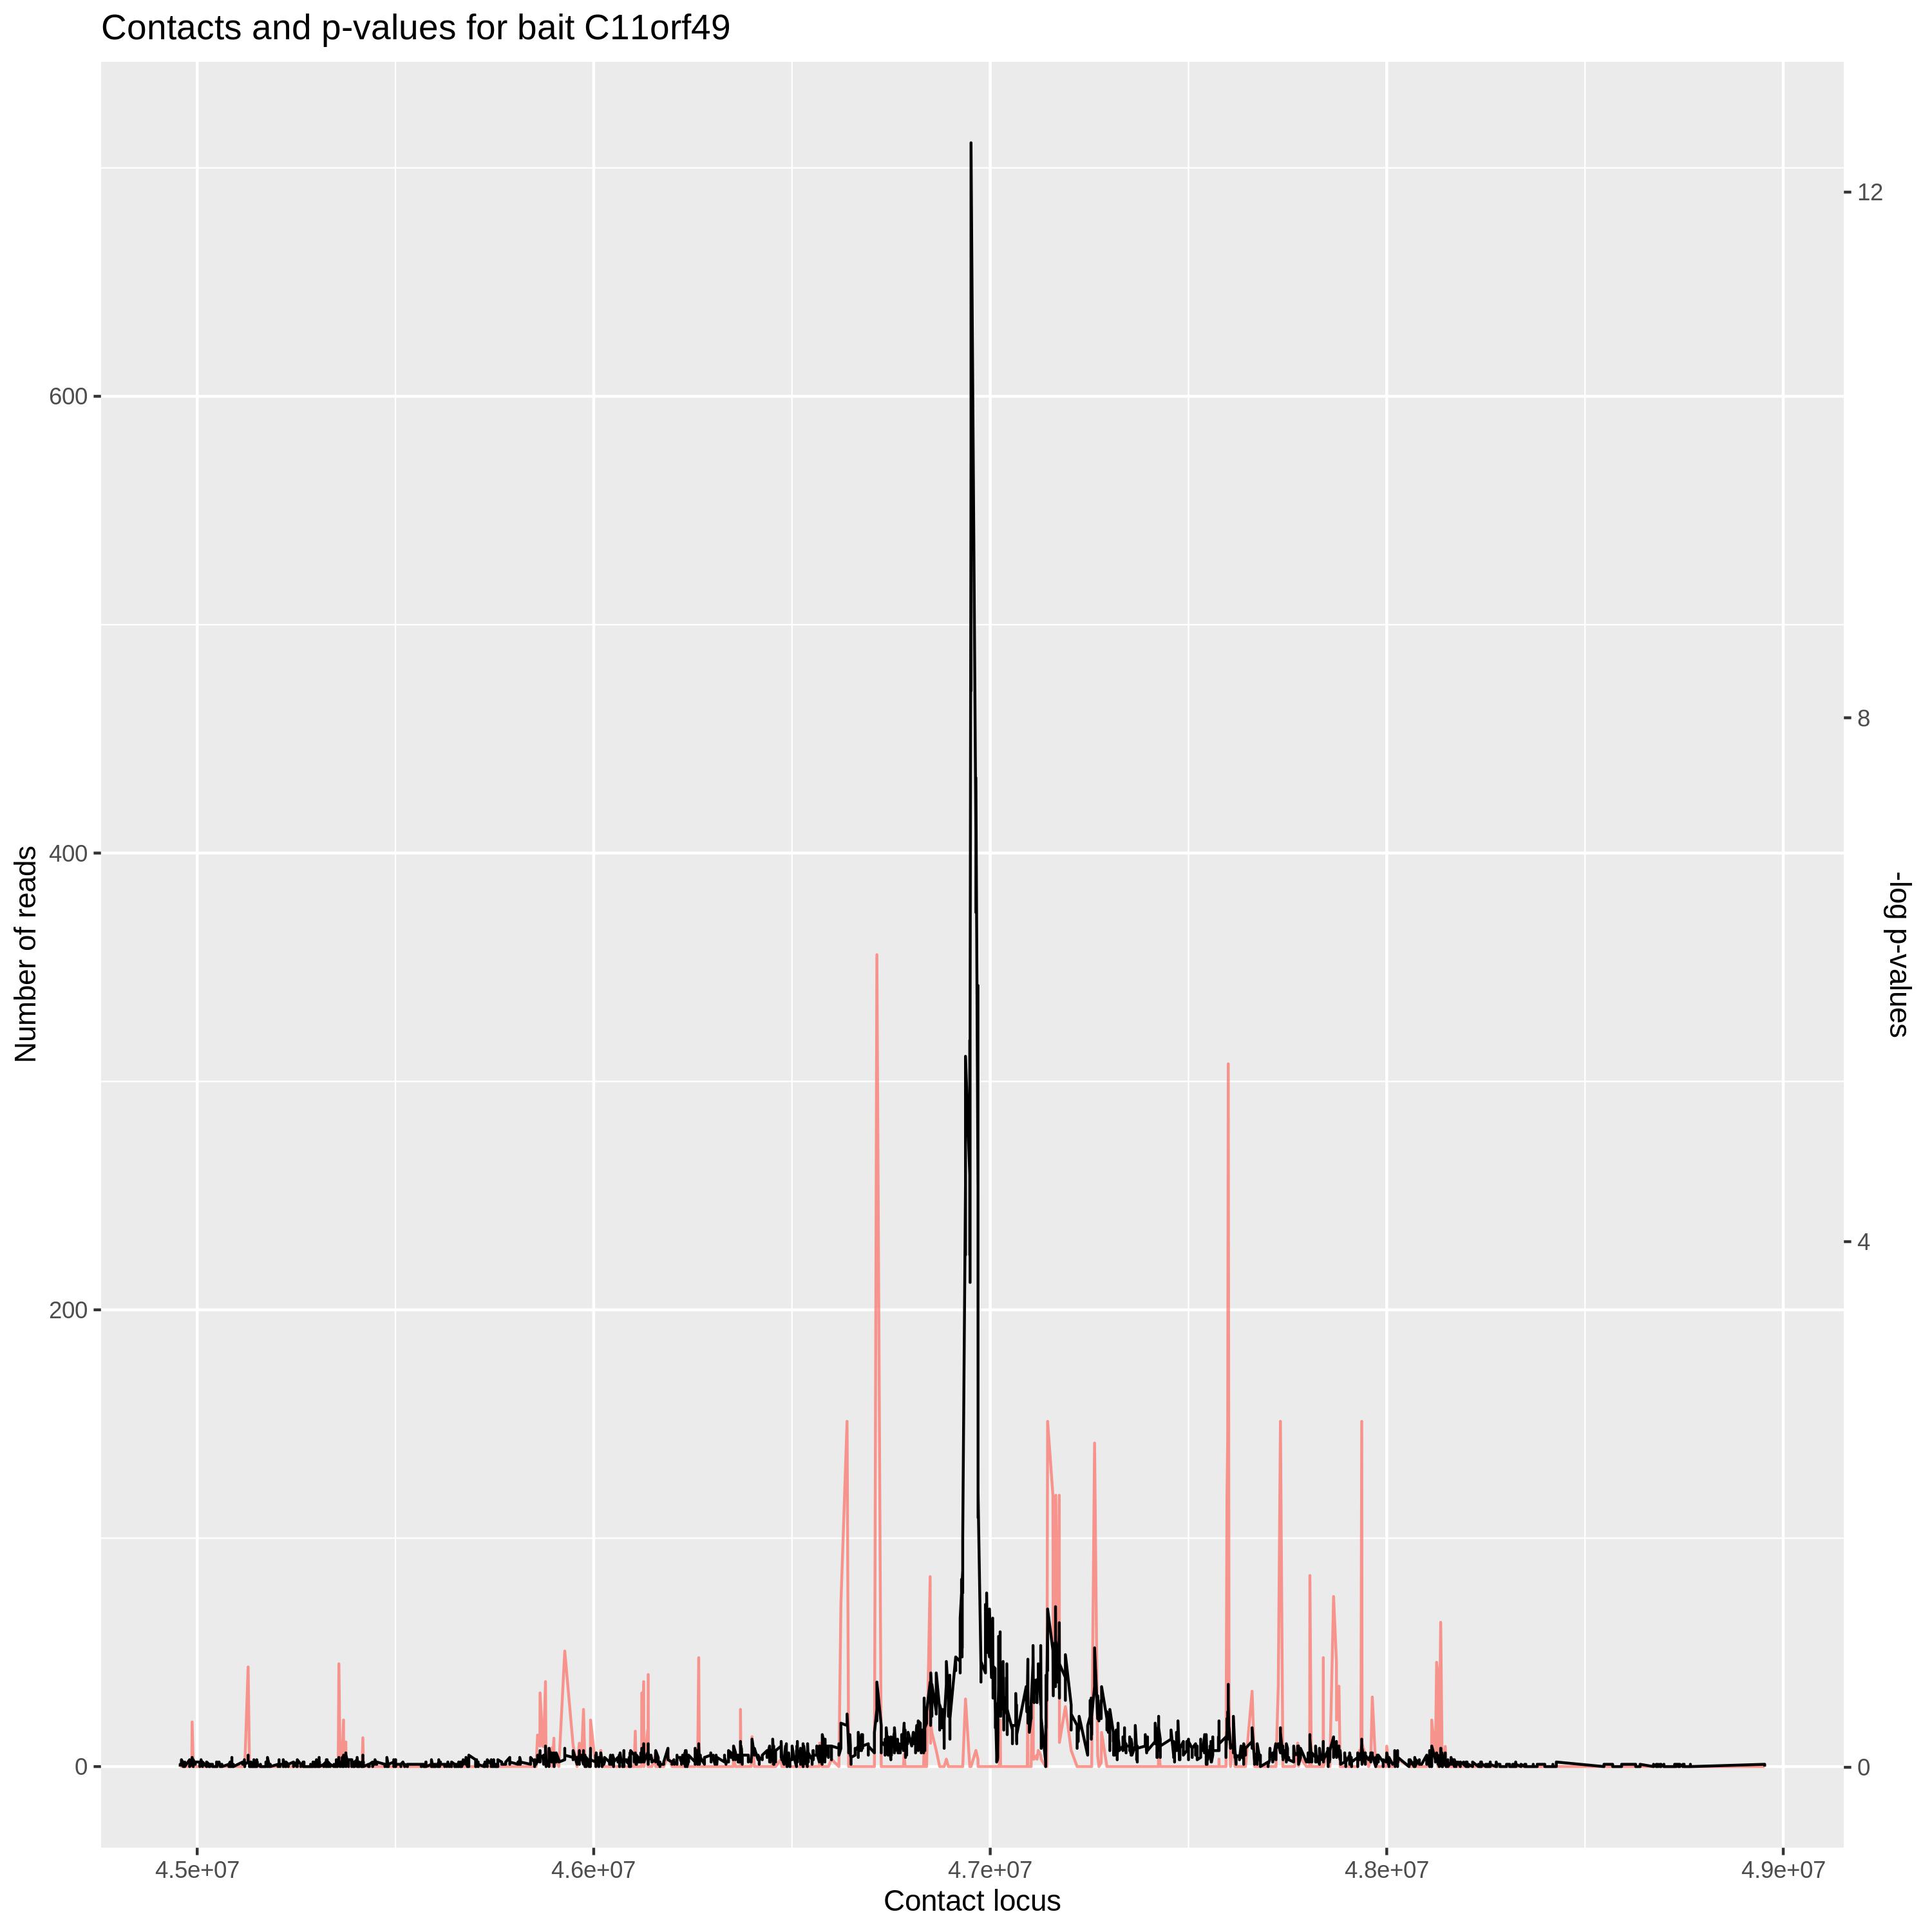 Contacts and p-values for bait C11orf49
12
600
8
400
Number of reads
-log p-values
4
200
0
0
4.5e+07 4.6e+07 4.7e+07 4.8e+07 4.9e+07
Contact locus